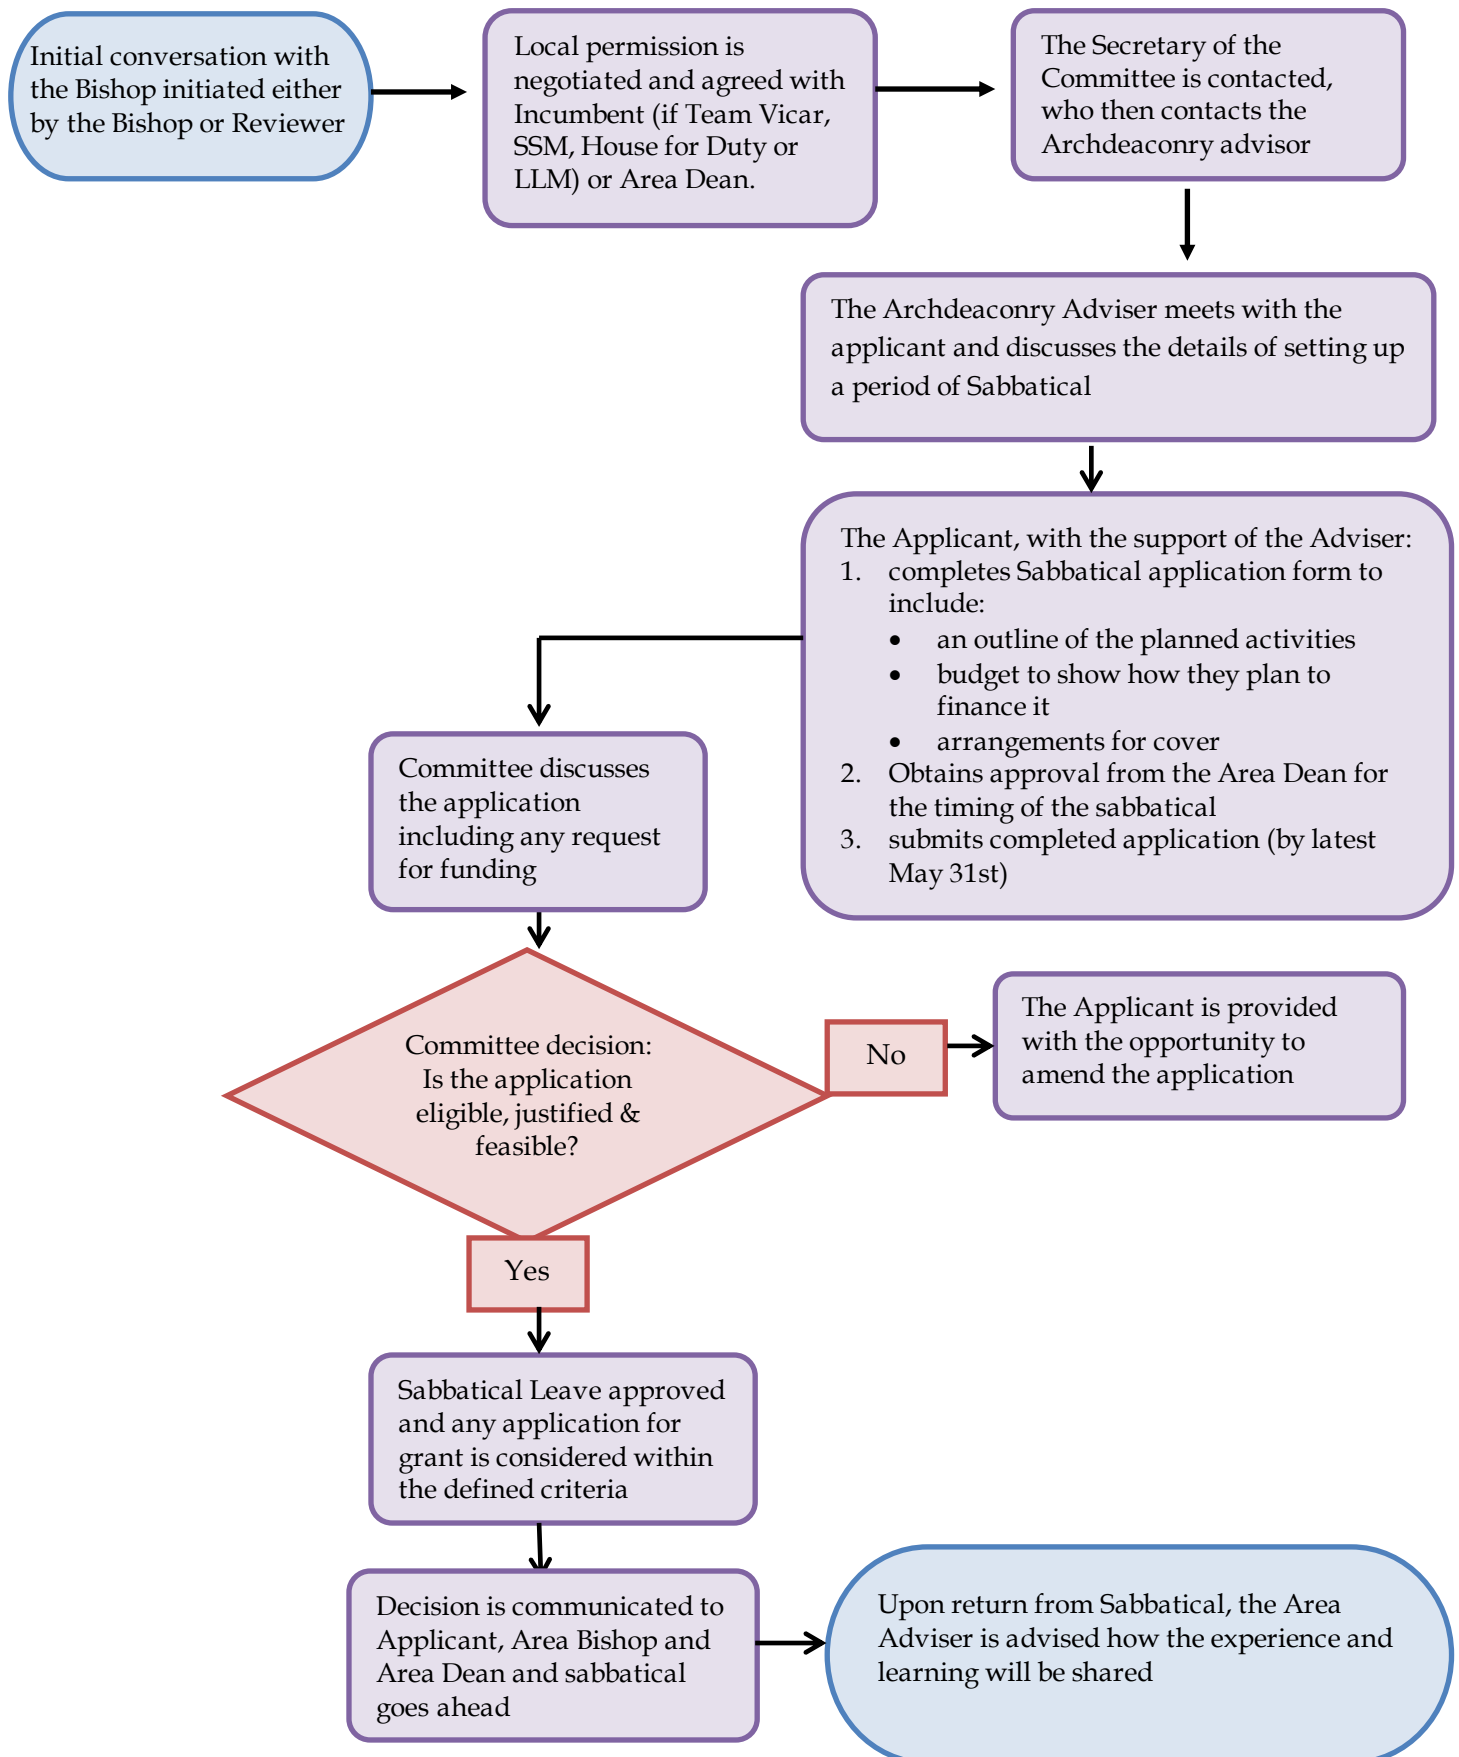 Initial conversation with
the Bishop initiated either
by the Bishop or Reviewer
Local permission is
negotiated and agreed with
Incumbent (if Team Vicar,
SSM, House for Duty or
LLM) or Area Dean.
The Secretary of the
Committee is contacted,
who then contacts the
Archdeaconry advisor
The Archdeaconry Adviser meets with the
applicant and discusses the details of setting up
a period of Sabbatical
The Applicant, with the support of the Adviser:
1. completes Sabbatical application form to
include:
• an outline of the planned activities
• budget to show how they plan to
finance it
• arrangements for cover
2. Obtains approval from the Area Dean for
the timing of the sabbatical
3. submits completed application (by latest
May 31st)
Committee discusses
the application
including any request
for funding
Committee decision:
Is the application
eligible, justified &
feasible?
No
The Applicant is provided
with the opportunity to
amend the application
Yes
Sabbatical Leave approved
and any application for
grant is considered within
the defined criteria
Decision is communicated to
Applicant, Area Bishop and
Area Dean and sabbatical
goes ahead
Upon return from Sabbatical, the Area
Adviser is advised how the experience and
learning will be shared